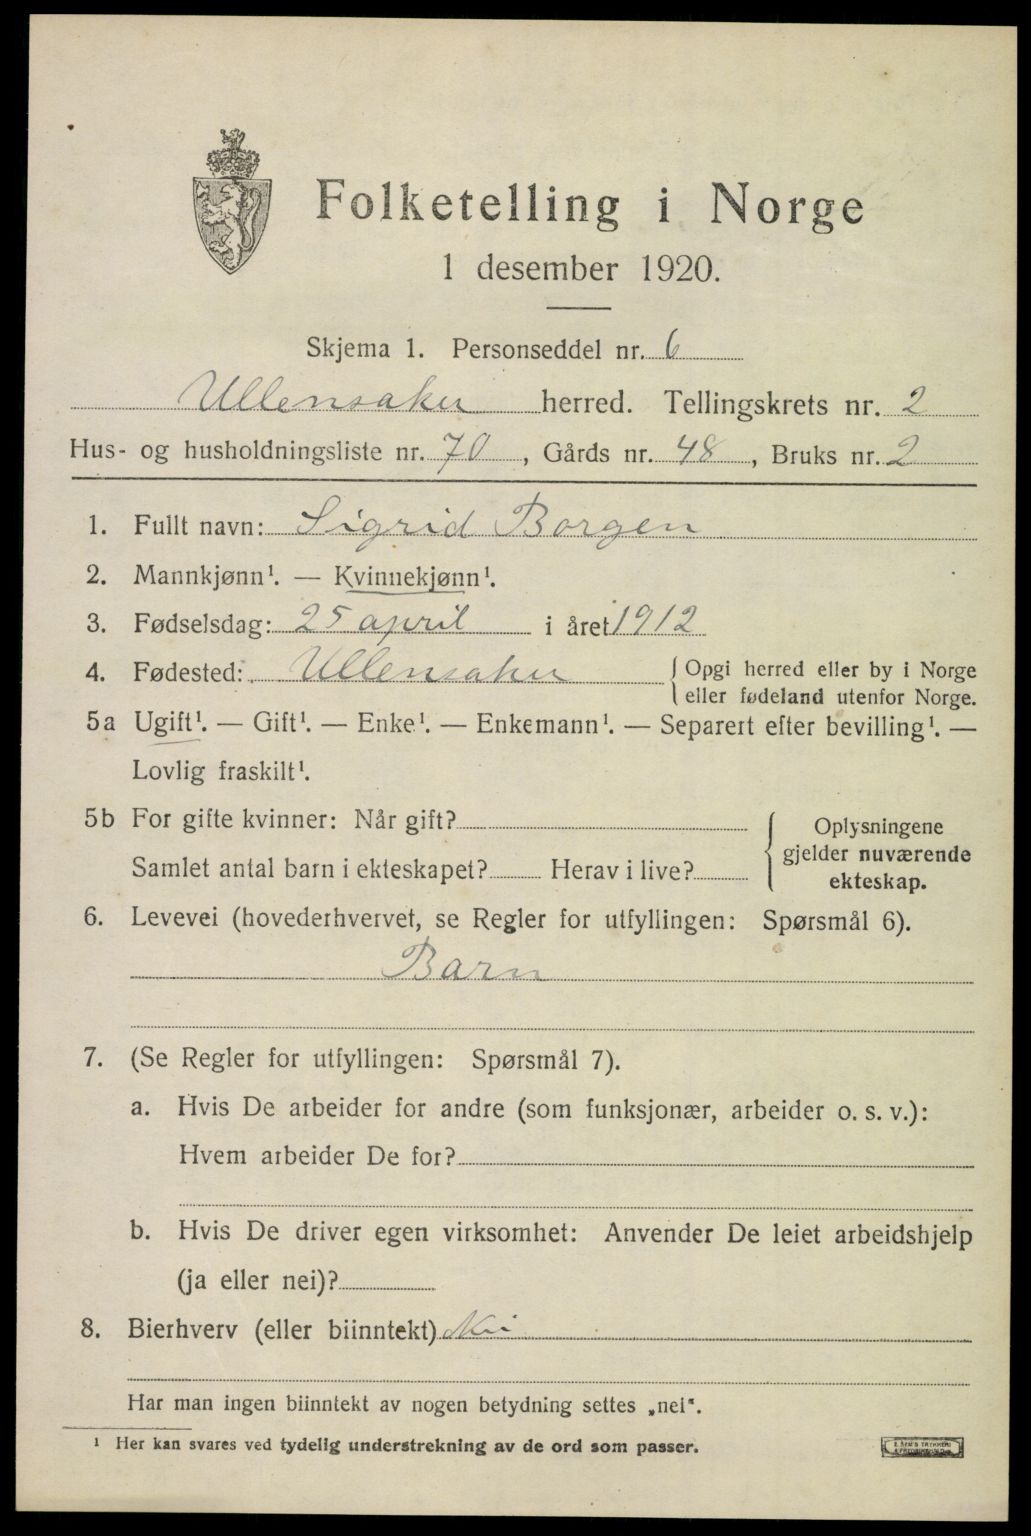 Folketelling i Norge
1 desember 1920.
Skjema 1. Personseddel nr. 6
Ullensaker herred. Tellingskrets nr. 2
Hus- og husholdningsliste nr. 70, Gårds nr. 48, Bruks nr. 2
1. Fullt navn: Sigrid Borgen
2. Mannkjønn¹. — Kvinnekjønn¹.
3. Fødselsdag: 25 april i året 1912
4. Fødested: Ullensaker { Opgi herred eller by i Norge
eller fødeland utenfor Norge.
5a Ugift¹. — Gift¹. — Enke¹. — Enkemann¹. — Separert efter bevilling¹. —
Lovlig fraskilt¹.
5b For gifte kvinner: Når gift?
Samlet antal barn i ekteskapet? Herav i live?
{ Oplysningene
gjelder nuværende
ekteskap.
6. Levevei (hovederhvervet, se Regler for utfyllingen: Spørsmål 6).
Barn
7. (Se Regler for utfyllingen: Spørsmål 7).
a. Hvis De arbeider for andre (som funksjonær, arbeider o. s. v.):
Hvem arbeider De for?
b. Hvis De driver egen virksomhet: Anvender De leiet arbeidshjelp
(ja eller nei)?
8. Bierhverv (eller biinntekt) Nei
Har man ingen biinntekt av nogen betydning settes „nei“.
¹ Her kan svares ved tydelig understrekning av de ord som passer.